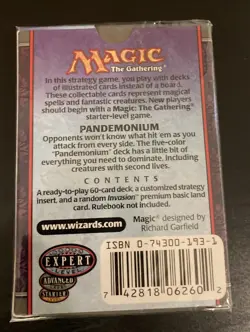 MAGIC
The Gathering®
In this strategy game, you play with decks
of illustrated cards instead of a board.
These collectable cards represent magical
spells and fantastic creatures. New players
should begin with a Magic: The Gathering®
starter-level game.
PANDEMONIUM
Opponents won't know what hit 'em as you
attack from every side. The five-color
"Pandemonium" deck has a little bit of
everything you need to dominate, including
creatures with second lives.
CONTENTS
A ready-to-play 60-card deck, a customized strategy
insert, and a random Invasion™ premium basic land
card. Rulebook not included.
www.wizards.com
Magic® designed by
Richard Garfield
ISBN 0-74300-193-1
EXPERT
LEVEL
ADVANCED
STARTER
7 42818 06260 2